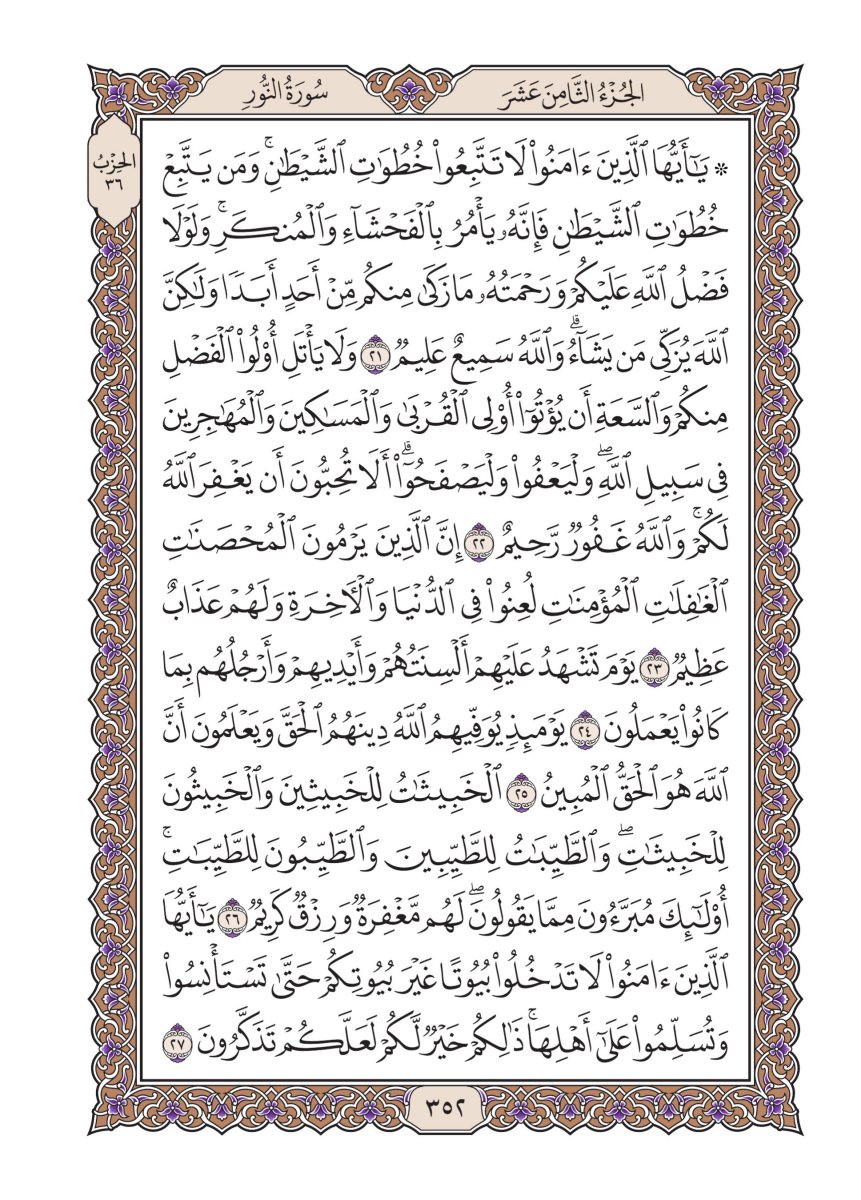 الجُزْءُ الثَّامِنَ عَشَرَ
سُورَةُ النُّورِ
الحِزْبُ
٣٦
* يَٰٓأَيُّهَا ٱلَّذِينَ ءَامَنُواْ لَا تَتَّبِعُواْ خُطُوَٰتِ ٱلشَّيْطَٰنِۚ وَمَن يَتَّبِعْ
خُطُوَٰتِ ٱلشَّيْطَٰنِ فَإِنَّهُۥ يَأْمُرُ بِٱلْفَحْشَآءِ وَٱلْمُنكَرِۚ وَلَوْلَا
فَضْلُ ٱللَّهِ عَلَيْكُمْ وَرَحْمَتُهُۥ مَا زَكَىٰ مِنكُم مِّنْ أَحَدٍ أَبَدًا وَلَٰكِنَّ
ٱللَّهَ يُزَكِّى مَن يَشَآءُۗ وَٱللَّهُ سَمِيعٌ عَلِيمٌ ٢١ وَلَا يَأْتَلِ أُوْلُواْ ٱلْفَضْلِ
مِنكُمْ وَٱلسَّعَةِ أَن يُؤْتُوٓاْ أُوْلِى ٱلْقُرْبَىٰ وَٱلْمَسَٰكِينَ وَٱلْمُهَٰجِرِينَ
فِى سَبِيلِ ٱللَّهِۖ وَلْيَعْفُواْ وَلْيَصْفَحُوٓاْۗ أَلَا تُحِبُّونَ أَن يَغْفِرَ ٱللَّهُ
لَكُمْۚ وَٱللَّهُ غَفُورٌ رَّحِيمٌ ٢٢ إِنَّ ٱلَّذِينَ يَرْمُونَ ٱلْمُحْصَنَٰتِ
ٱلْغَٰفِلَٰتِ ٱلْمُؤْمِنَٰتِ لُعِنُواْ فِى ٱلدُّنْيَا وَٱلْءَاخِرَةِ وَلَهُمْ عَذَابٌ
عَظِيمٌ ٢٣ يَوْمَ تَشْهَدُ عَلَيْهِمْ أَلْسِنَتُهُمْ وَأَيْدِيهِمْ وَأَرْجُلُهُم بِمَا
كَانُواْ يَعْمَلُونَ ٢٤ يَوْمَئِذٍ يُوَفِّيهِمُ ٱللَّهُ دِينَهُمُ ٱلْحَقَّ وَيَعْلَمُونَ أَنَّ
ٱللَّهَ هُوَ ٱلْحَقُّ ٱلْمُبِينُ ٢٥ ٱلْخَبِيثَٰتُ لِلْخَبِيثِينَ وَٱلْخَبِيثُونَ
لِلْخَبِيثَٰتِۖ وَٱلطَّيِّبَٰتُ لِلطَّيِّبِينَ وَٱلطَّيِّبُونَ لِلطَّيِّبَٰتِۚ
أُوْلَٰٓئِكَ مُبَرَّءُونَ مِمَّا يَقُولُونَۖ لَهُم مَّغْفِرَةٌ وَرِزْقٌ كَرِيمٌ ٢٦ يَٰٓأَيُّهَا
ٱلَّذِينَ ءَامَنُواْ لَا تَدْخُلُواْ بُيُوتًا غَيْرَ بُيُوتِكُمْ حَتَّىٰ تَسْتَأْنِسُواْ
وَتُسَلِّمُواْ عَلَىٰٓ أَهْلِهَاۚ ذَٰلِكُمْ خَيْرٌ لَّكُمْ لَعَلَّكُمْ تَذَكَّرُونَ ٢٧
٣٥٢